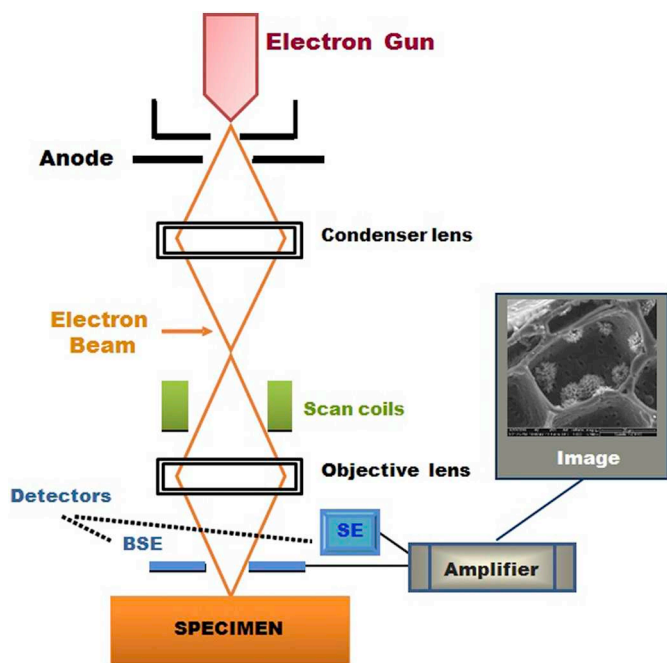 Electron Gun
Anode
Condenser lens
Electron
Beam
Scan coils
Image
Objective lens
Detectors
SE
BSE
Amplifier
SPECIMEN